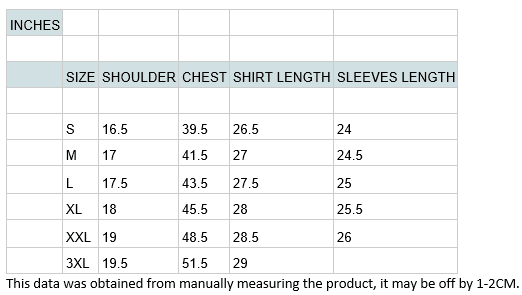 INCHES
SIZE SHOULDER CHEST SHIRT LENGTH SLEEVES LENGTH
S 16.5 39.5 26.5 24
M 17 41.5 27 24.5
L 17.5 43.5 27.5 25
XL 18 45.5 28 25.5
XXL 19 48.5 28.5 26
3XL 19.5 51.5 29
This data was obtained from manually measuring the product, it may be off by 1-2CM.